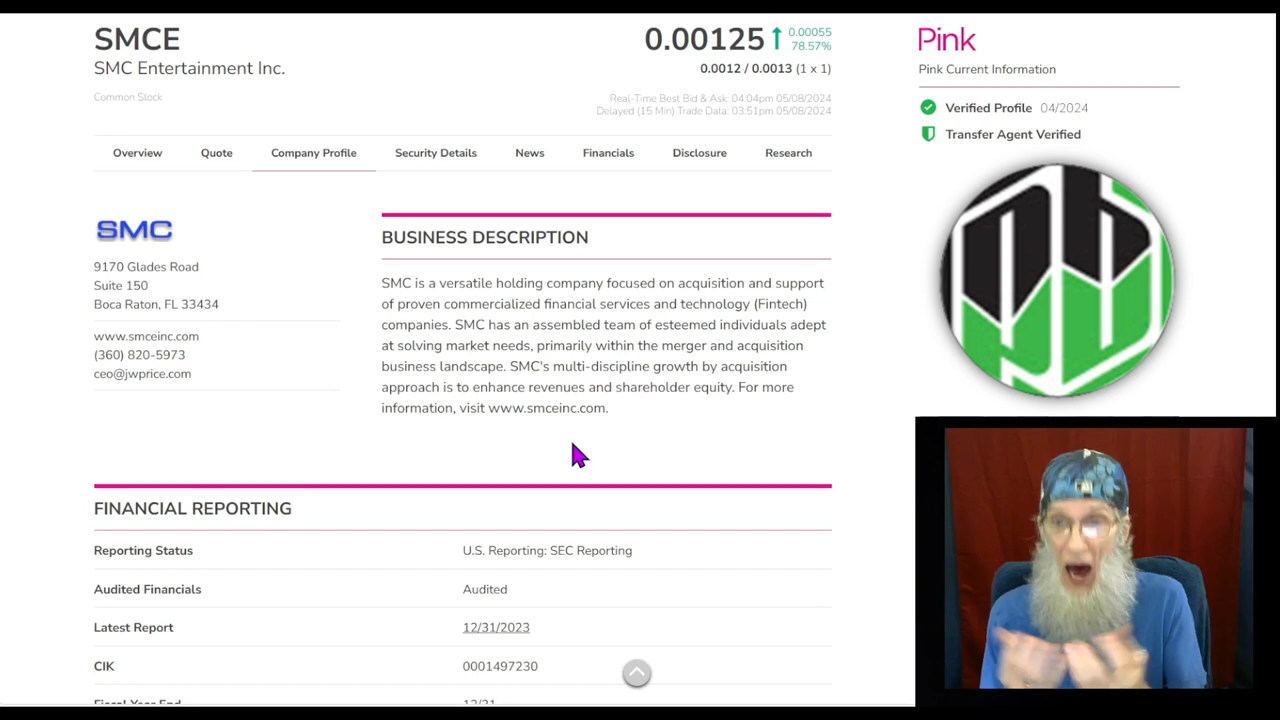 SMCE
SMC Entertainment Inc.
Common Stock
0.00125
0.00055
78.57%
0.0012 / 0.0013 (1 x 1)
Real-Time Best Bid & Ask: 04:04pm 05/08/2024
Delayed (15 Min) Trade Data: 03:51pm 05/08/2024
Pink
Pink Current Information
Verified Profile 04/2024
Transfer Agent Verified
Overview Quote Company Profile Security Details News Financials Disclosure Research
SMC
9170 Glades Road
Suite 150
Boca Raton, FL 33434
www.smceinc.com
(360) 820-5973
ceo@jwprice.com
BUSINESS DESCRIPTION
SMC is a versatile holding company focused on acquisition and support
of proven commercialized financial services and technology (Fintech)
companies. SMC has an assembled team of esteemed individuals adept
at solving market needs, primarily within the merger and acquisition
business landscape. SMC's multi-discipline growth by acquisition
approach is to enhance revenues and shareholder equity. For more
information, visit www.smceinc.com.
FINANCIAL REPORTING
Reporting Status U.S. Reporting: SEC Reporting
Audited Financials Audited
Latest Report 12/31/2023
CIK 0001497230
Fiscal Year End 12/31